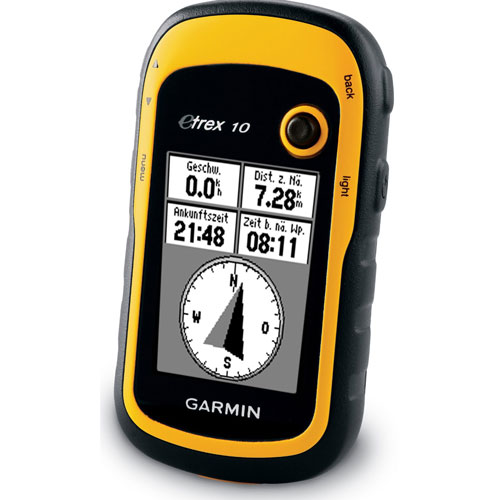 back
etrex 10
menu
light
Geschw.
0.0 k/h
Dist. z. Nä.
7.28 k/m
Ankunftszeit
21:48
Zeit b. nä. Wp.
08:11
N
W O
S
GARMIN